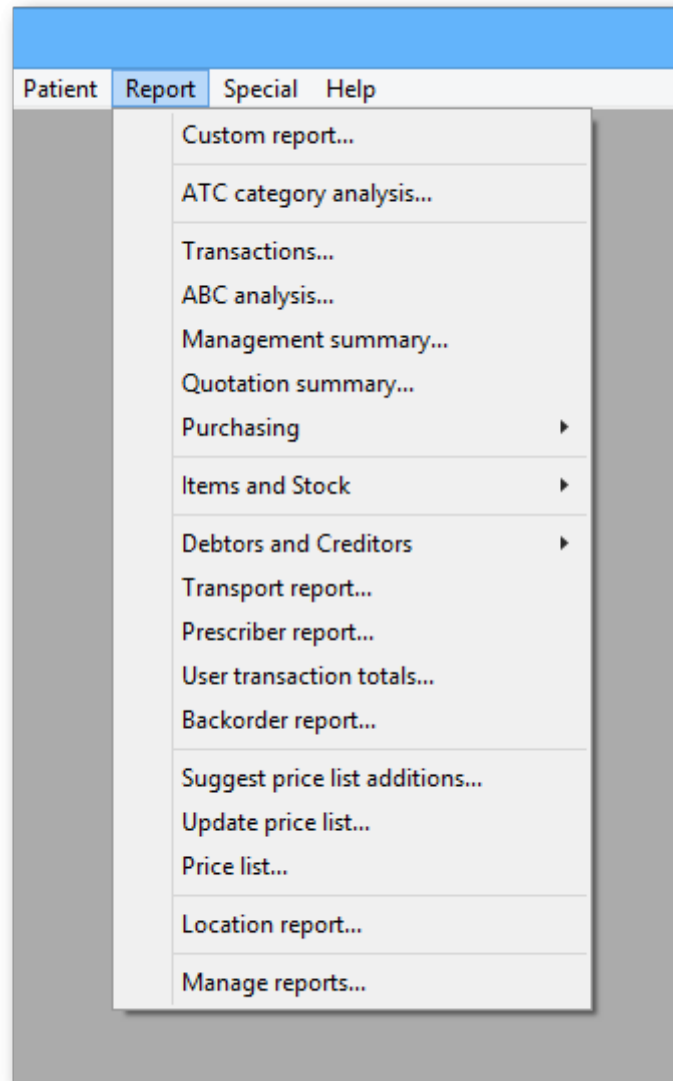 Patient Report Special Help
Custom report...
ATC category analysis...
Transactions...
ABC analysis...
Management summary...
Quotation summary...
Purchasing
Items and Stock
Debtors and Creditors
Transport report...
Prescriber report...
User transaction totals...
Backorder report...
Suggest price list additions...
Update price list...
Price list...
Location report...
Manage reports...